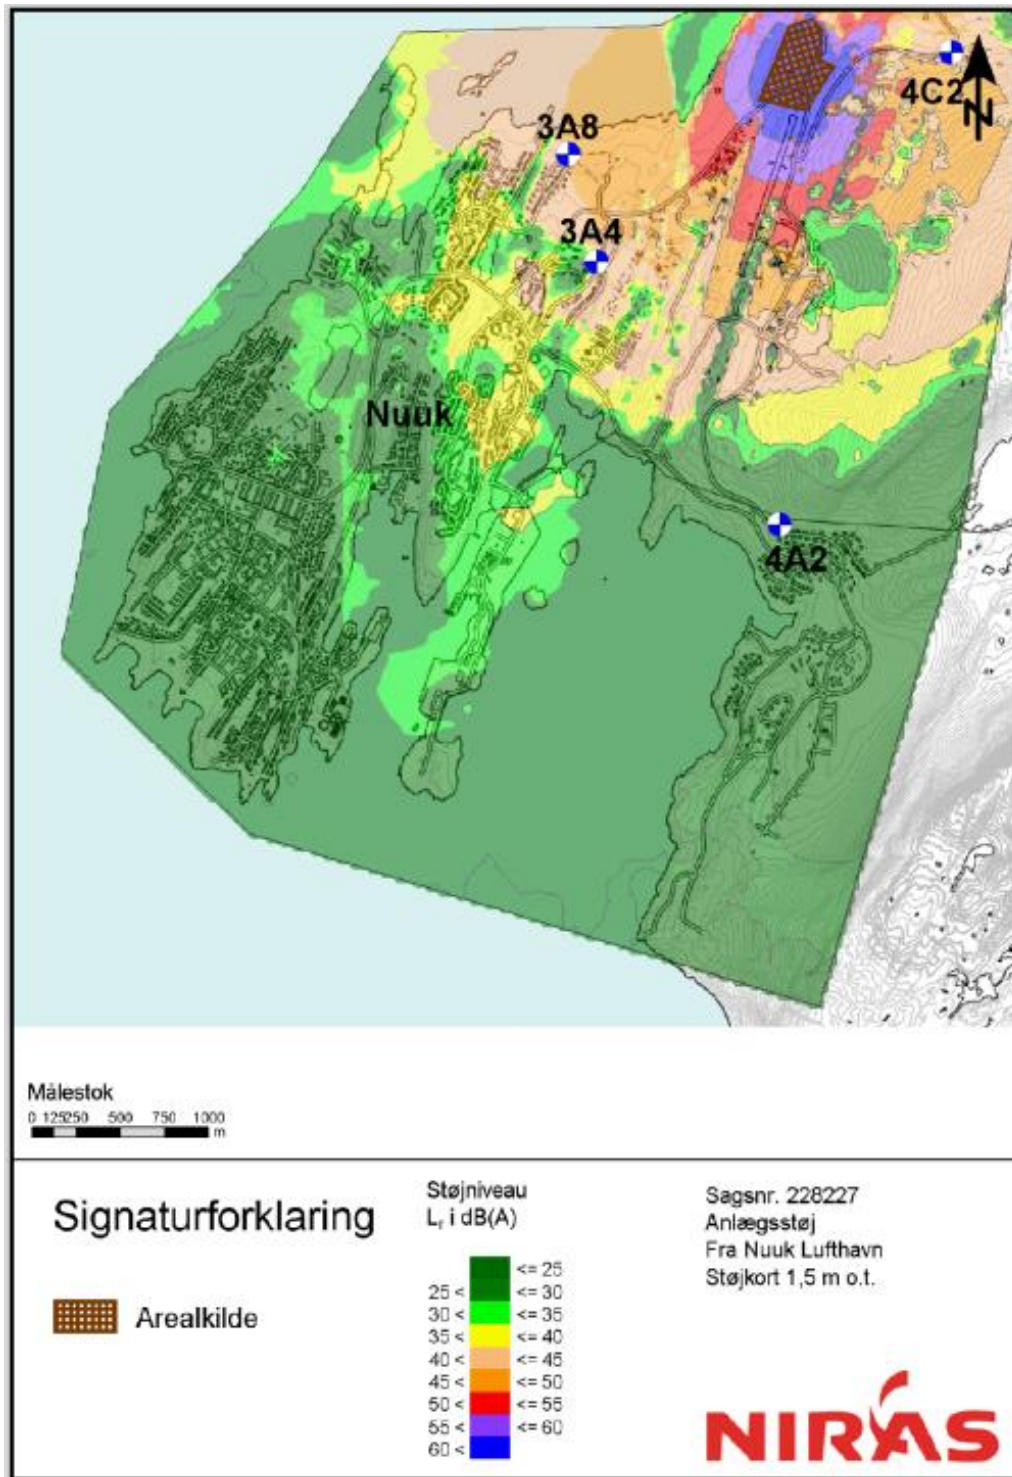 4C2
N
3A8
3A4
Nuuk
4A2
Målestok
0 125250 500 750 1000
m
Signaturforklaring
Arealkilde
Støjniveau
Lr i dB(A)
<= 25
25 < <= 30
30 < <= 35
35 < <= 40
40 < <= 45
45 < <= 50
50 < <= 55
55 < <= 60
60 <
Sagsnr. 228227
Anlægsstøj
Fra Nuuk Lufthavn
Støjkort 1,5 m o.t.
NIRAS